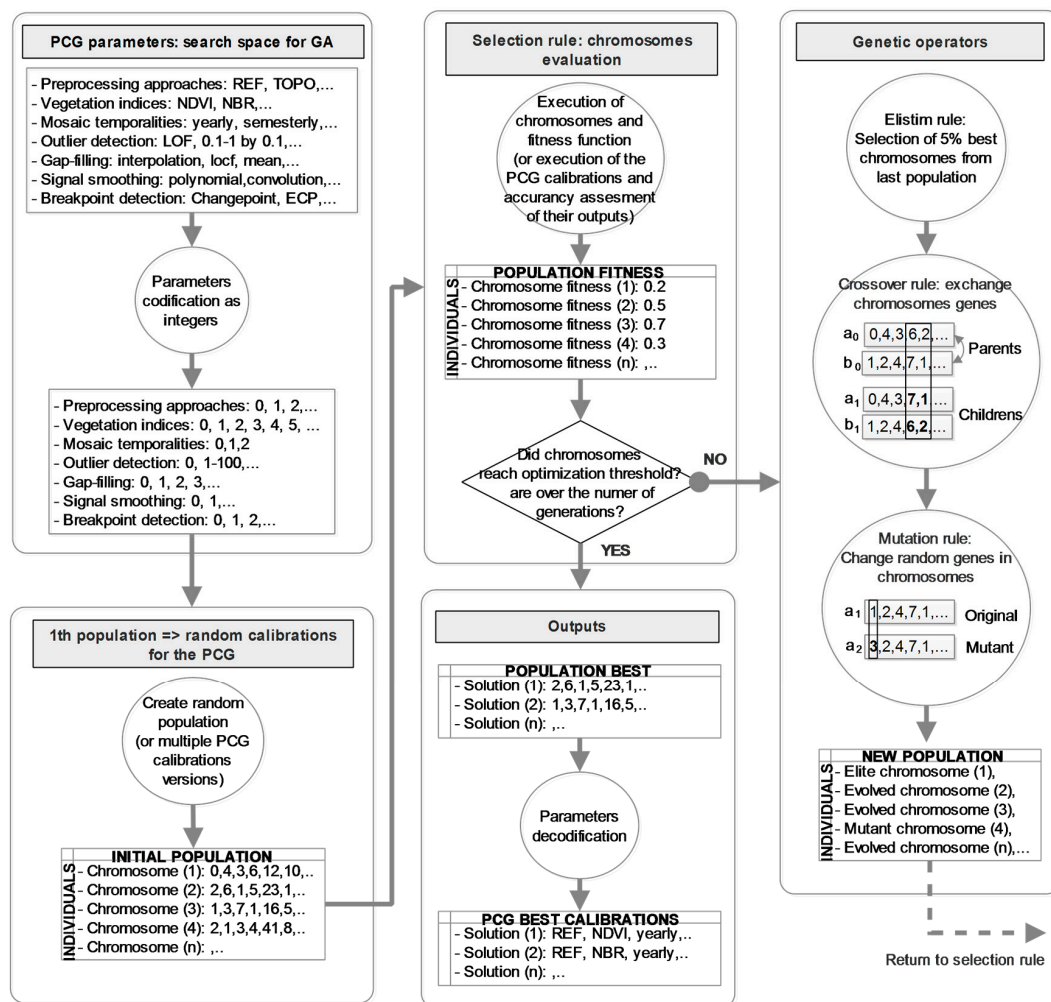 PCG parameters: search space for GA
- Preprocessing approaches: REF, TOPO,...
- Vegetation indices: NDVI, NBR,...
- Mosaic temporalities: yearly, semesterly,...
- Outlier detection: LOF, 0.1-1 by 0.1,...
- Gap-filling: interpolation, locf, mean,...
- Signal smoothing: polynomial,convolution,...
- Breakpoint detection: Changepoint, ECP,...
Parameters
codification as
integers
- Preprocessing approaches: 0, 1, 2,...
- Vegetation indices: 0, 1, 2, 3, 4, 5, ...
- Mosaic temporalities: 0,1,2
- Outlier detection: 0, 1-100,...
- Gap-filling: 0, 1, 2, 3,...
- Signal smoothing: 0, 1,...
- Breakpoint detection: 0, 1, 2,...
1th population => random calibrations
for the PCG
Create random
population
(or multiple PCG
calibrations
versions)
INITIAL POPULATION
INDIVIDUALS
- Chromosome (1): 0,4,3,6,12,10,..
- Chromosome (2): 2,6,1,5,23,1,..
- Chromosome (3): 1,3,7,1,16,5,..
- Chromosome (4): 2,1,3,4,41,8,..
- Chromosome (n): ,..
Selection rule: chromosomes
evaluation
Execution of
chromosomes and
fitness function
(or execution of the
PCG calibrations and
accurancy assesment
of their outputs)
POPULATION FITNESS
INDIVIDUALS
- Chromosome fitness (1): 0.2
- Chromosome fitness (2): 0.5
- Chromosome fitness (3): 0.7
- Chromosome fitness (4): 0.3
- Chromosome fitness (n): ,..
Did chromosomes
reach optimization threshold?
are over the numer of
generations?
NO
YES
Outputs
POPULATION BEST
- Solution (1): 2,6,1,5,23,1,..
- Solution (2): 1,3,7,1,16,5,..
- Solution (n): ,..
Parameters
decodification
PCG BEST CALIBRATIONS
- Solution (1): REF, NDVI, yearly,..
- Solution (2): REF, NBR, yearly,..
- Solution (n): ,..
Genetic operators
Elistim rule:
Selection of 5% best
chromosomes from
last population
Crossover rule: exchange
chromosomes genes
a0 0,4,3,6,2,...
Parents
b0 1,2,4,7,1,...
a1 0,4,3,7,1...
Childrens
b1 1,2,4,6,2,...
Mutation rule:
Change random genes in
chromosomes
a1 1,2,4,7,1,... Original
a2 3,2,4,7,1,... Mutant
NEW POPULATION
INDIVIDUALS
- Elite chromosome (1),
- Evolved chromosome (2),
- Evolved chromosome (3),
- Mutant chromosome (4),
- Evolved chromosome (n),...
Return to selection rule